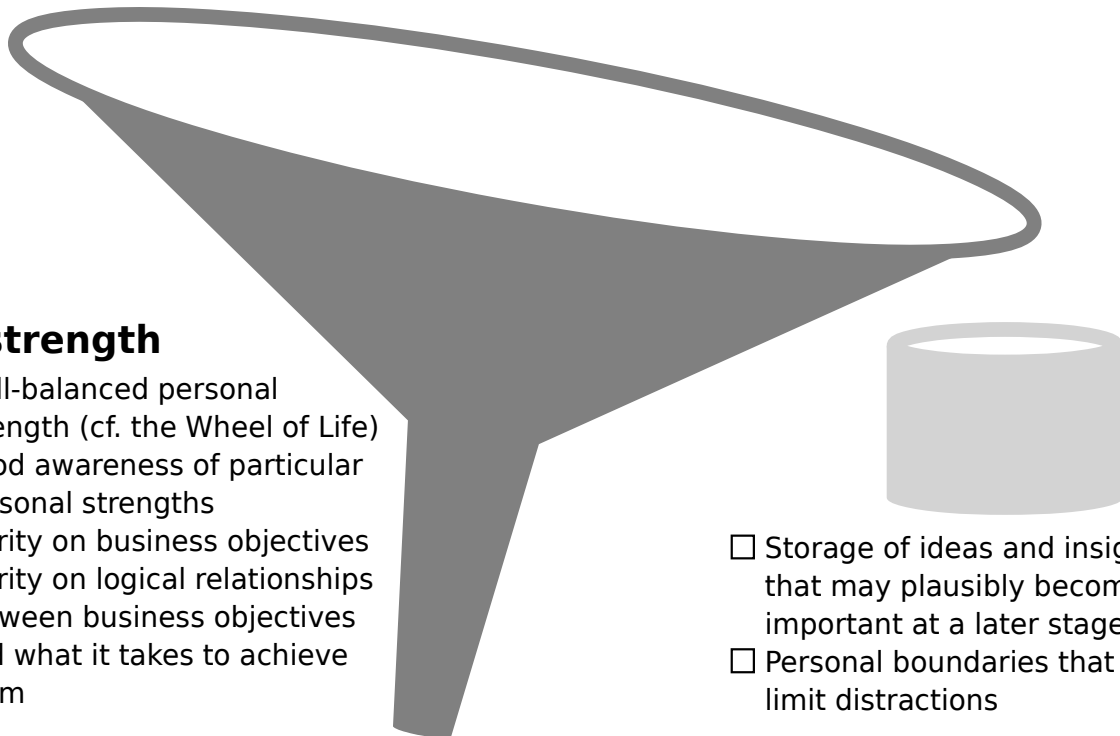 strength
ll-balanced personal
ength (cf. the Wheel of Life)
od awareness of particular
sonal strengths
rity on business objectives
rity on logical relationships
ween business objectives
l what it takes to achieve
m
Storage of ideas and insig
that may plausibly becom
important at a later stage
Personal boundaries that
limit distractions